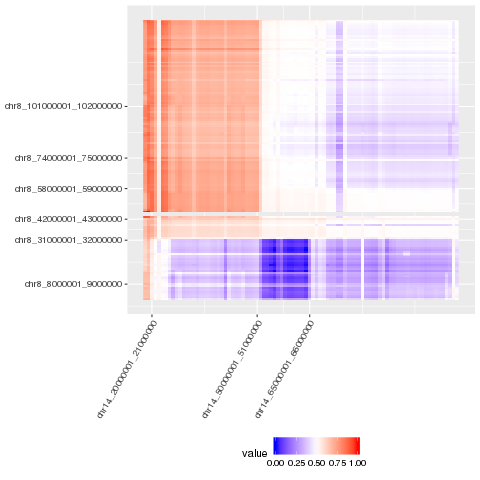 chr8_101000001_102000000
chr8_74000001_75000000
chr8_58000001_59000000
chr8_42000001_43000000
chr8_31000001_32000000
chr8_8000001_9000000
chr14_20000001_21000000
chr14_50000001_51000000
chr14_65000001_66000000
value
0.00 0.25 0.50 0.75 1.00